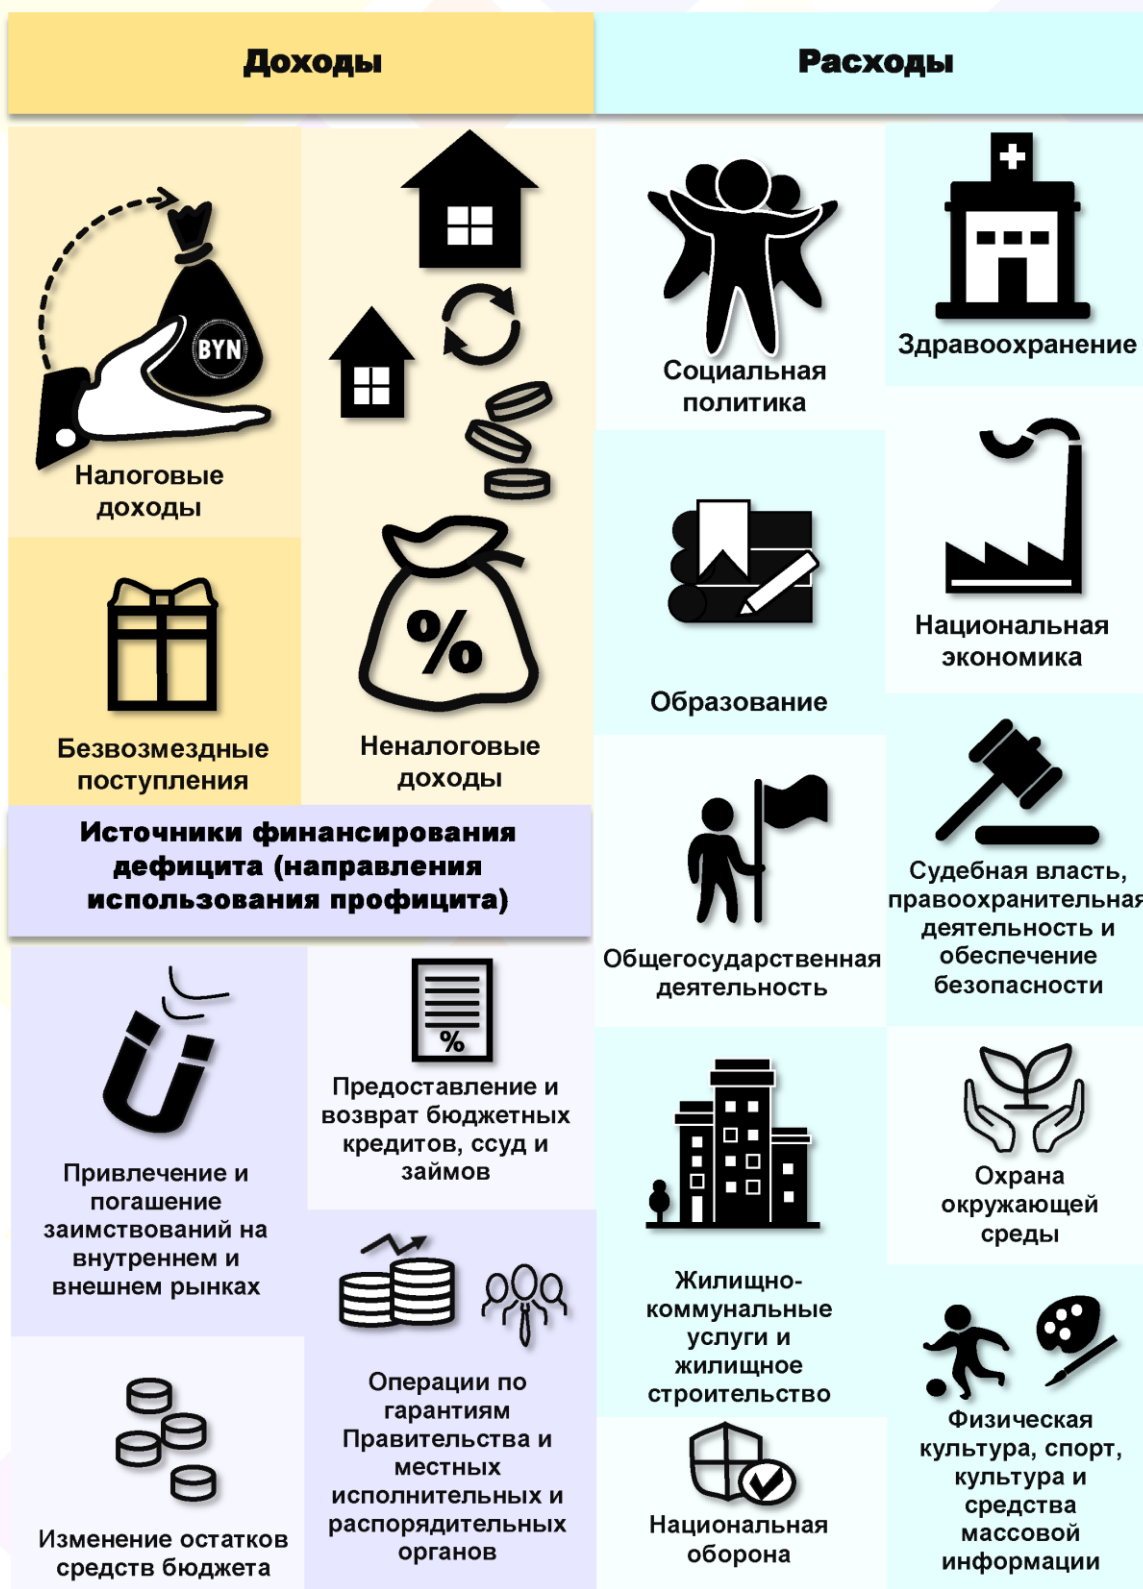 Доходы
Расходы
BYN
Налоговые
доходы
%
Неналоговые
доходы
Безвозмездные
поступления
Источники финансирования
дефицита (направления
использования профицита)
Привлечение и
погашение
заимствований на
внутреннем и
внешнем рынках
%
Предоставление и
возврат бюджетных
кредитов, ссуд и
займов
Изменение остатков
средств бюджета
Операции по
гарантиям
Правительства и
местных
исполнительных и
распорядительных
органов
Социальная
политика
Здравоохранение
Образование
Национальная
экономика
Общегосударственная
деятельность
Судебная власть,
правоохранительная
деятельность и
обеспечение
безопасности
Жилищно-
коммунальные
услуги и
жилищное
строительство
Охрана
окружающей
среды
Национальная
оборона
Физическая
культура, спорт,
культура и
средства
массовой
информации